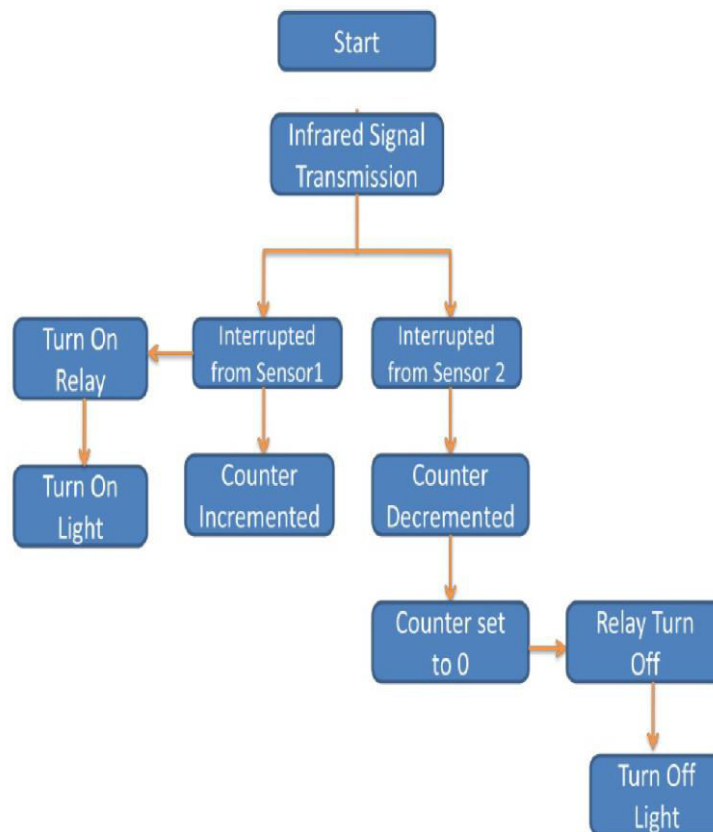 Start
Infrared Signal
Transmission
Turn On
Relay
Interrupted
from Sensor1
Interrupted
from Sensor 2
Turn On
Light
Counter
Incremented
Counter
Decremented
Counter set
to 0
Relay Turn
Off
Turn Off
Light